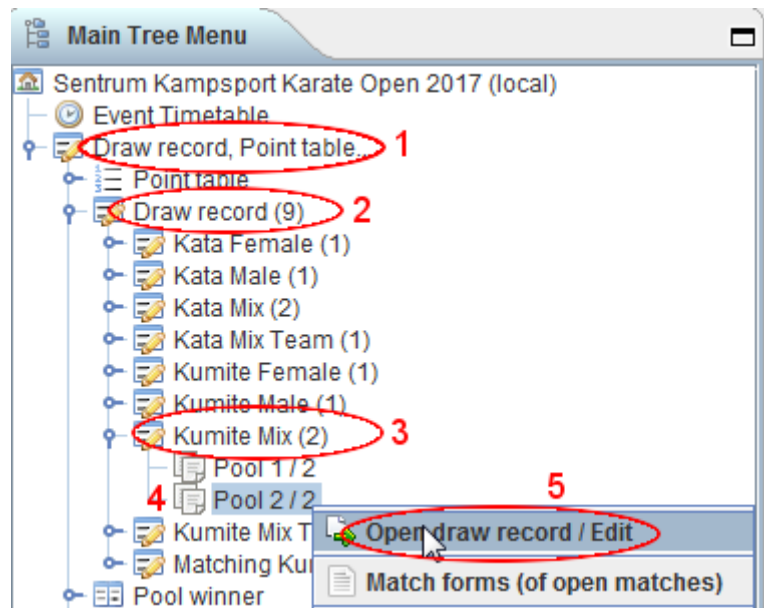 Main Tree Menu
Sentrum Kampsport Karate Open 2017 (local)
Event Timetable
Draw record, Point table... 1
Point table
Draw record (9) 2
Kata Female (1)
Kata Male (1)
Kata Mix (2)
Kata Mix Team (1)
Kumite Female (1)
Kumite Male (1)
Kumite Mix (2) 3
Pool 1 / 2
4 Pool 2 / 2 5
Kumite Mix T Open draw record / Edit
Matching Kur Match forms (of open matches)
Pool winner